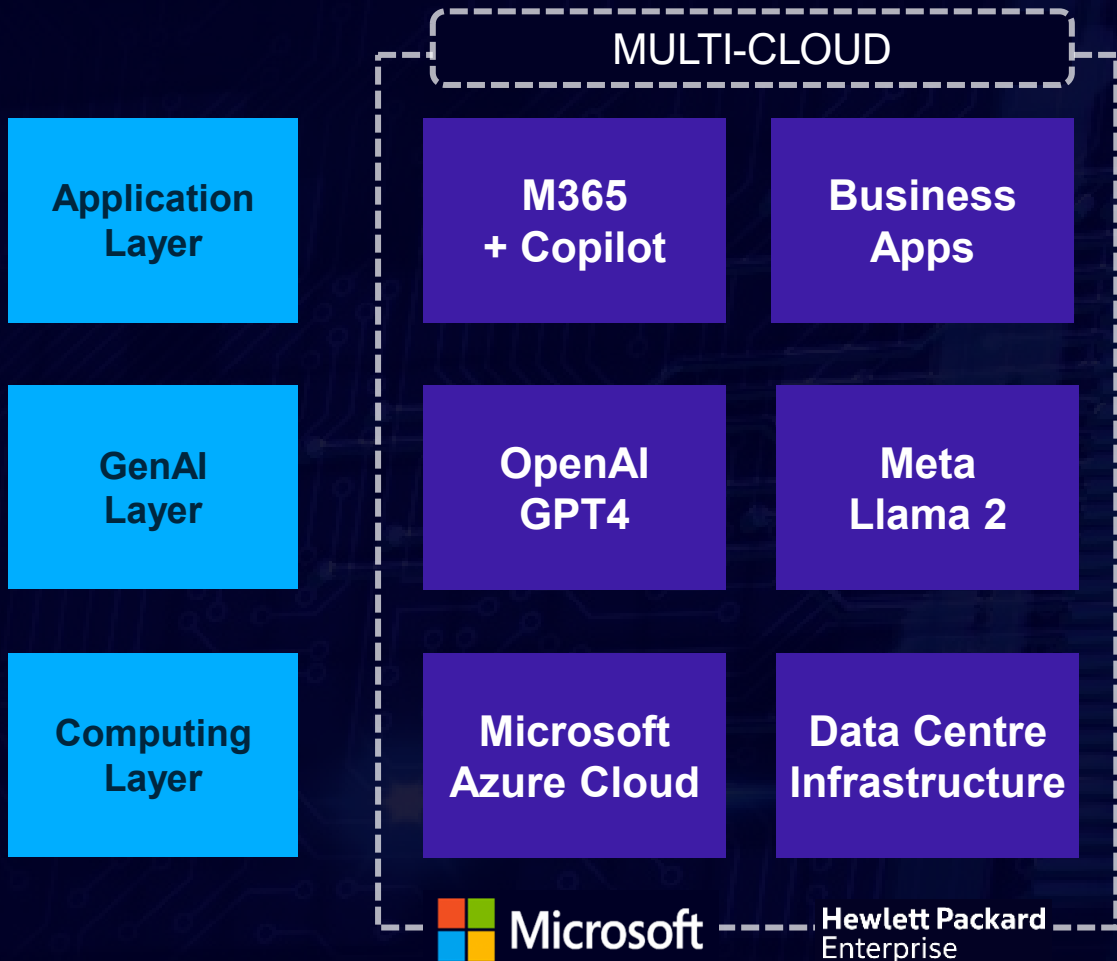 MULTI-CLOUD
Application
Layer
M365
+ Copilot
Business
Apps
GenAI
Layer
OpenAI
GPT4
Meta
Llama 2
Computing
Layer
Microsoft
Azure Cloud
Data Centre
Infrastructure
Microsoft
Hewlett Packard
Enterprise